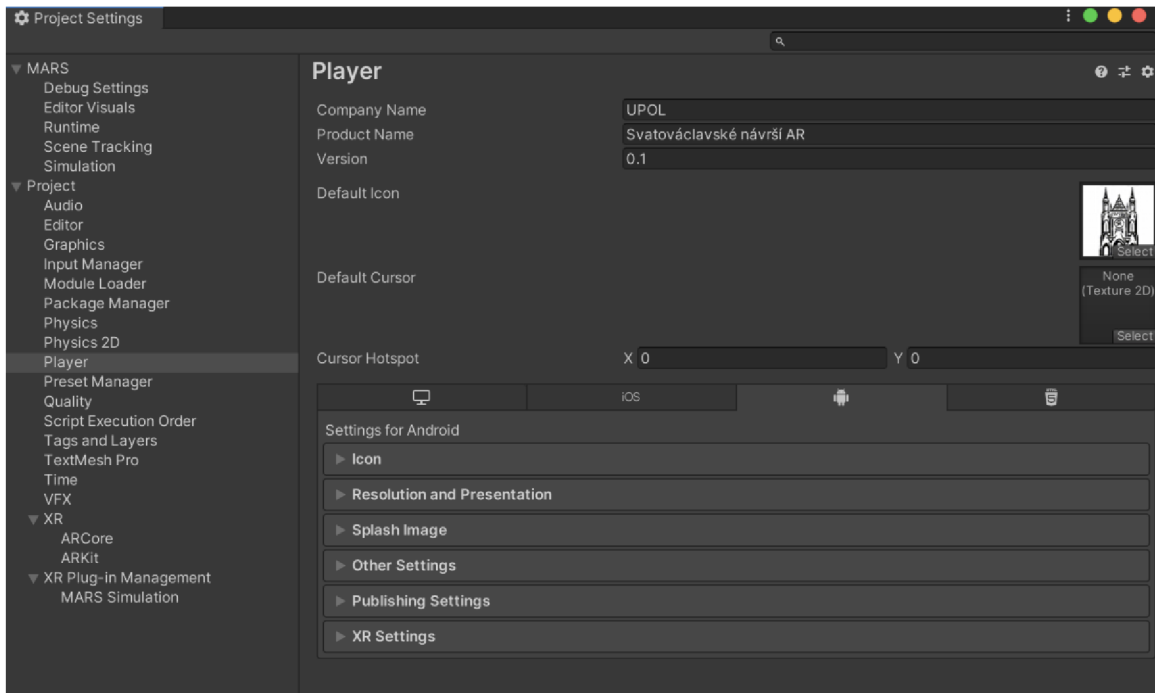 Project Settings
MARS
Debug Settings
Editor Visuals
Runtime
Scene Tracking
Simulation
Project
Audio
Editor
Graphics
Input Manager
Module Loader
Package Manager
Physics
Physics 2D
Player
Preset Manager
Quality
Script Execution Order
Tags and Layers
TextMesh Pro
Time
VFX
XR
ARCore
ARKit
XR Plug-in Management
MARS Simulation
Player
Company Name UPOL
Product Name Svatováclavské návrší AR
Version 0.1
Default Icon
Select
Default Cursor
None
(Texture 2D)
Select
Cursor Hotspot X 0 Y 0
iOS
Settings for Android
Icon
Resolution and Presentation
Splash Image
Other Settings
Publishing Settings
XR Settings